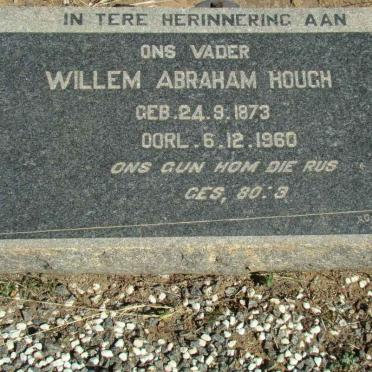 IN TERE HERINNERING AAN
ONS VADER
WILLEM ABRAHAM HOUGH
GEB. 24.9.1873
OORL. 6.12.1960
ONS GUN HOM DIE RUS
GES, 80:3